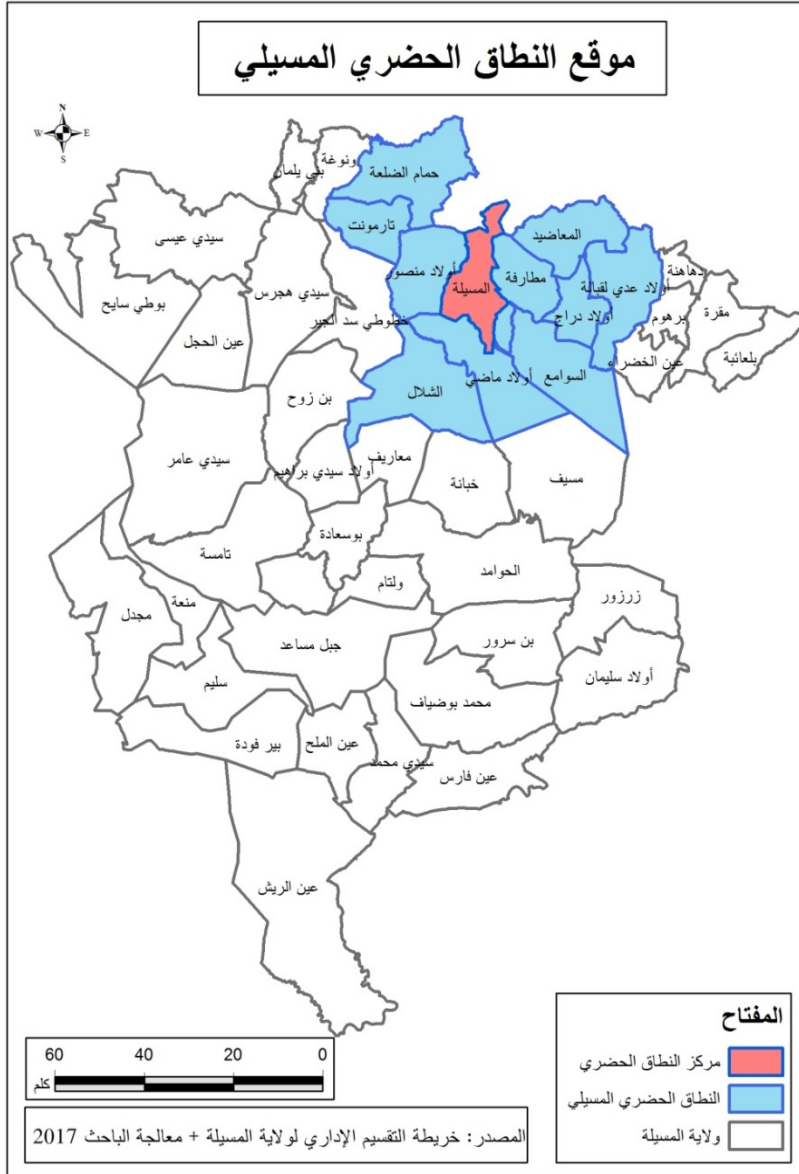 موقع النطاق الحضري المسيلي
N
W E
S
ونوغة
بني يلمان
حمام الضلعة
تارمونت
سيدي عيسى
المعاضيد
أولاد منصور
المسيلة
مطارفة
أولاد عدي لقبالة
دهاهنة
بوطي سايح
سيدي هجرس
خطوطي سد الجير
أولاد دراج
برهوم
مقرة
عين الحجل
عين الخضراء
بلعائبة
بن زوح
الشلال
أولاد ماضي
السوامع
سيدي عامر
أولاد سيدي براهيم
معاريف
خبانة
مسيف
بوسعادة
تامسة
ولتام
الحوامد
زرزور
منعة
مجدل
جبل مساعد
بن سرور
أولاد سليمان
سليم
محمد بوضياف
بير فودة
عين الملح
سيدي محمد
عين فارس
عين الريش
المفتاح
مركز النطاق الحضري
النطاق الحضري المسيلي
ولاية المسيلة
60 40 20 0
كلم
المصدر: خريطة التقسيم الإداري لولاية المسيلة + معالجة الباحث 2017